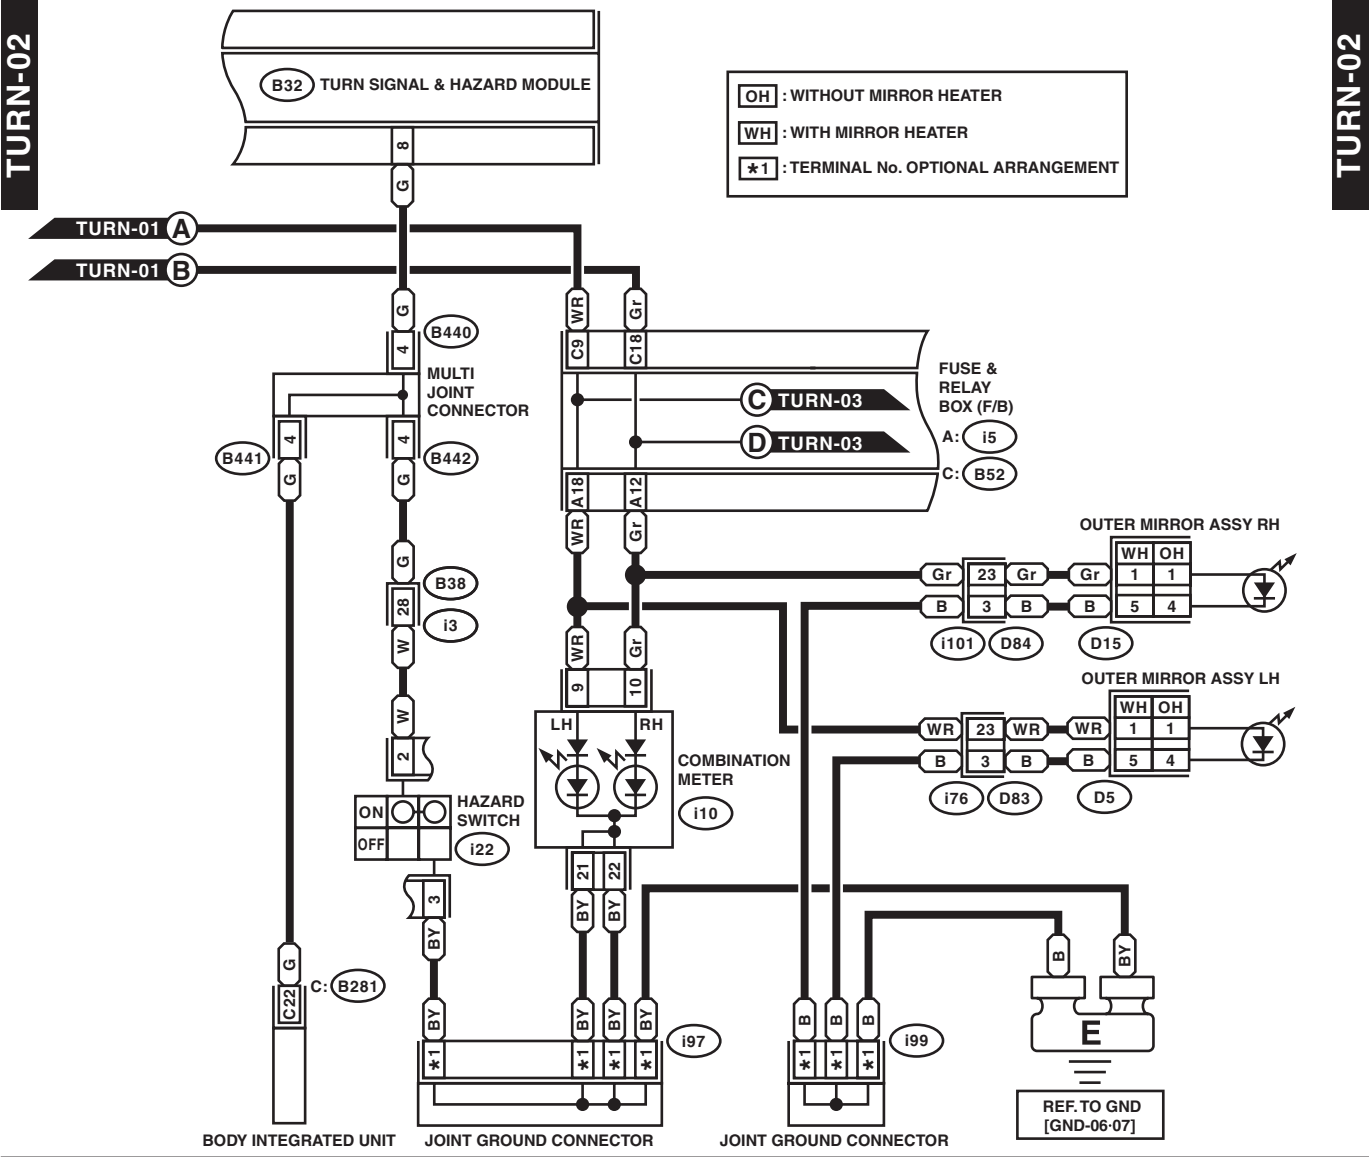 TURN-02
TURN-02
B32 TURN SIGNAL & HAZARD MODULE
8
G
OH : WITHOUT MIRROR HEATER
WH : WITH MIRROR HEATER
*1 : TERMINAL No. OPTIONAL ARRANGEMENT
TURN-01 A
TURN-01 B
G
WR
Gr
4
B440
C9
C18
MULTI
JOINT
CONNECTOR
FUSE &
RELAY
BOX (F/B)
A: i5
C: B52
C TURN-03
D TURN-03
4
4
B441
B442
G
G
A18
A12
WR
Gr
G
B38
28
i3
W
W
2
OUTER MIRROR ASSY RH
WH OH
Gr 23 Gr Gr 1 1
B 3 B B 5 4
i101 D84 D15
WR
Gr
9
10
LH
RH
COMBINATION
METER
i10
OUTER MIRROR ASSY LH
WH OH
WR 23 WR WR 1 1
B 3 B B 5 4
i76 D83 D5
ON
OFF
HAZARD
SWITCH
i22
3
BY
21
22
BY
BY
G
C: B281
C22
BY
BY
BY
BY
i97
*1
*1
*1
*1
B
B
B
i99
*1
*1
*1
B
BY
E
REF. TO GND
[GND-06·07]
BODY INTEGRATED UNIT
JOINT GROUND CONNECTOR
JOINT GROUND CONNECTOR